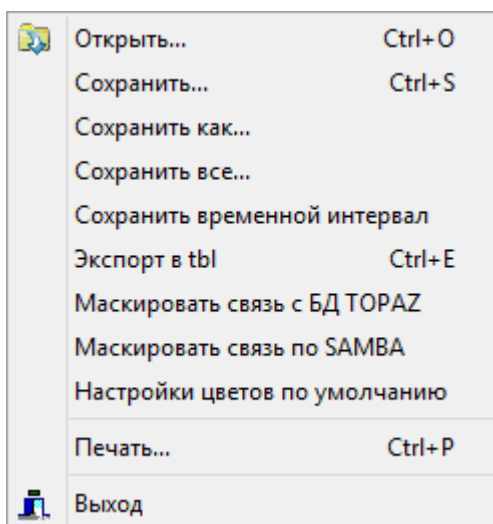 Открыть... Ctrl+O
Сохранить... Ctrl+S
Сохранить как...
Сохранить все...
Сохранить временной интервал
Экспорт в tbl Ctrl+E
Маскировать связь с БД TOPAZ
Маскировать связь по SAMBA
Настройки цветов по умолчанию
Печать... Ctrl+P
Выход